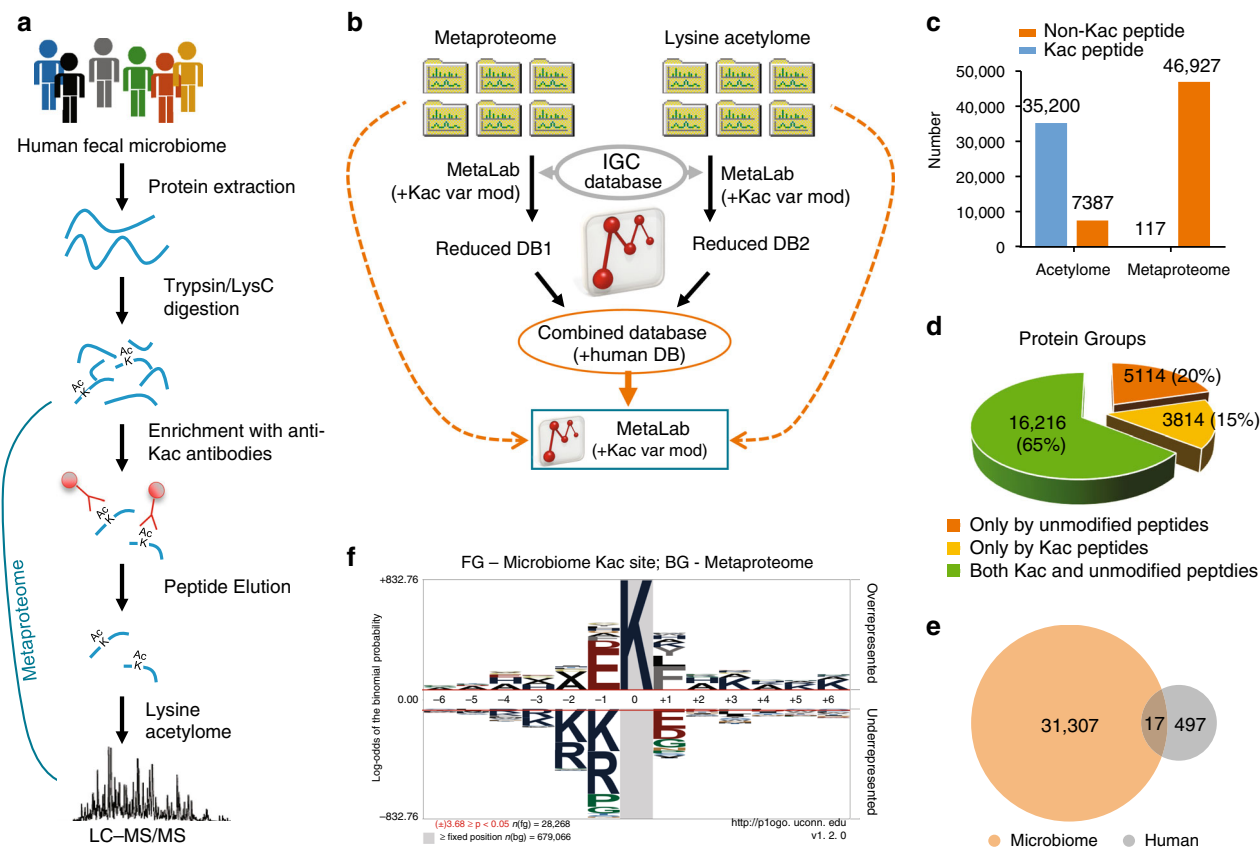 a
Human fecal microbiome
Protein extraction
Trypsin/LysC
digestion
Ac
K
Ac
K
Enrichment with anti-
Kac antibodies
Ac
K
Ac
K
Peptide Elution
Ac
K
Ac
K
Metaproteome
Lysine
acetylome
LC–MS/MS
b
Metaproteome
Lysine acetylome
IGC
database
MetaLab
(+Kac var mod)
MetaLab
(+Kac var mod)
Reduced DB1
Reduced DB2
Combined database
(+human DB)
MetaLab
(+Kac var mod)
c
Non-Kac peptide
Kac peptide
Number
50,000
40,000
30,000
20,000
10,000
0
35,200
7387
117
46,927
Acetylome
Metaproteome
d
Protein Groups
5114 (20%)
3814 (15%)
16,216
(65%)
Only by unmodified peptides
Only by Kac peptides
Both Kac and unmodified peptdies
e
31,307
17
497
Microbiome
Human
f
FG – Microbiome Kac site; BG - Metaproteome
Log-odds of the binomial probability
+832.76
0.00
–832.76
–6 –5 –4 –3 –2 –1 0 +1 +2 +3 +4 +5 +6
E K F
K K E
R R
P G
Overrepresented
Underrepresented
(±)3.68 ≥ p < 0.05 n(fg) = 28,268
≥ fixed position n(bg) = 679,066
http://p1ogo. uconn. edu
v1. 2. 0